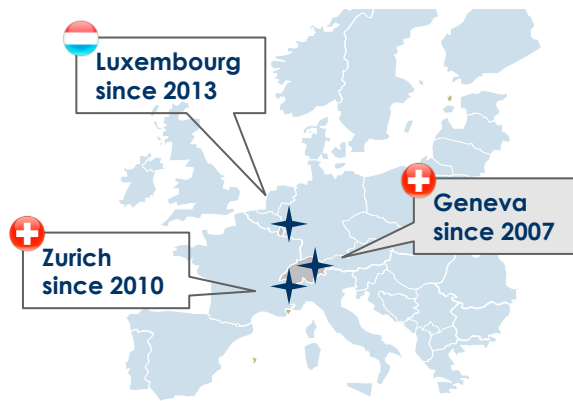 Luxembourg
since 2013
Geneva
since 2007
Zurich
since 2010